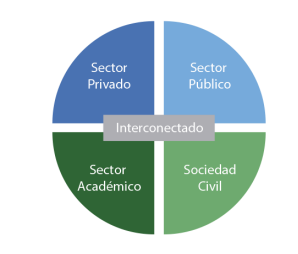 Sector
Privado
Sector
Público
Interconectado
Sector
Académico
Sociedad
Civil